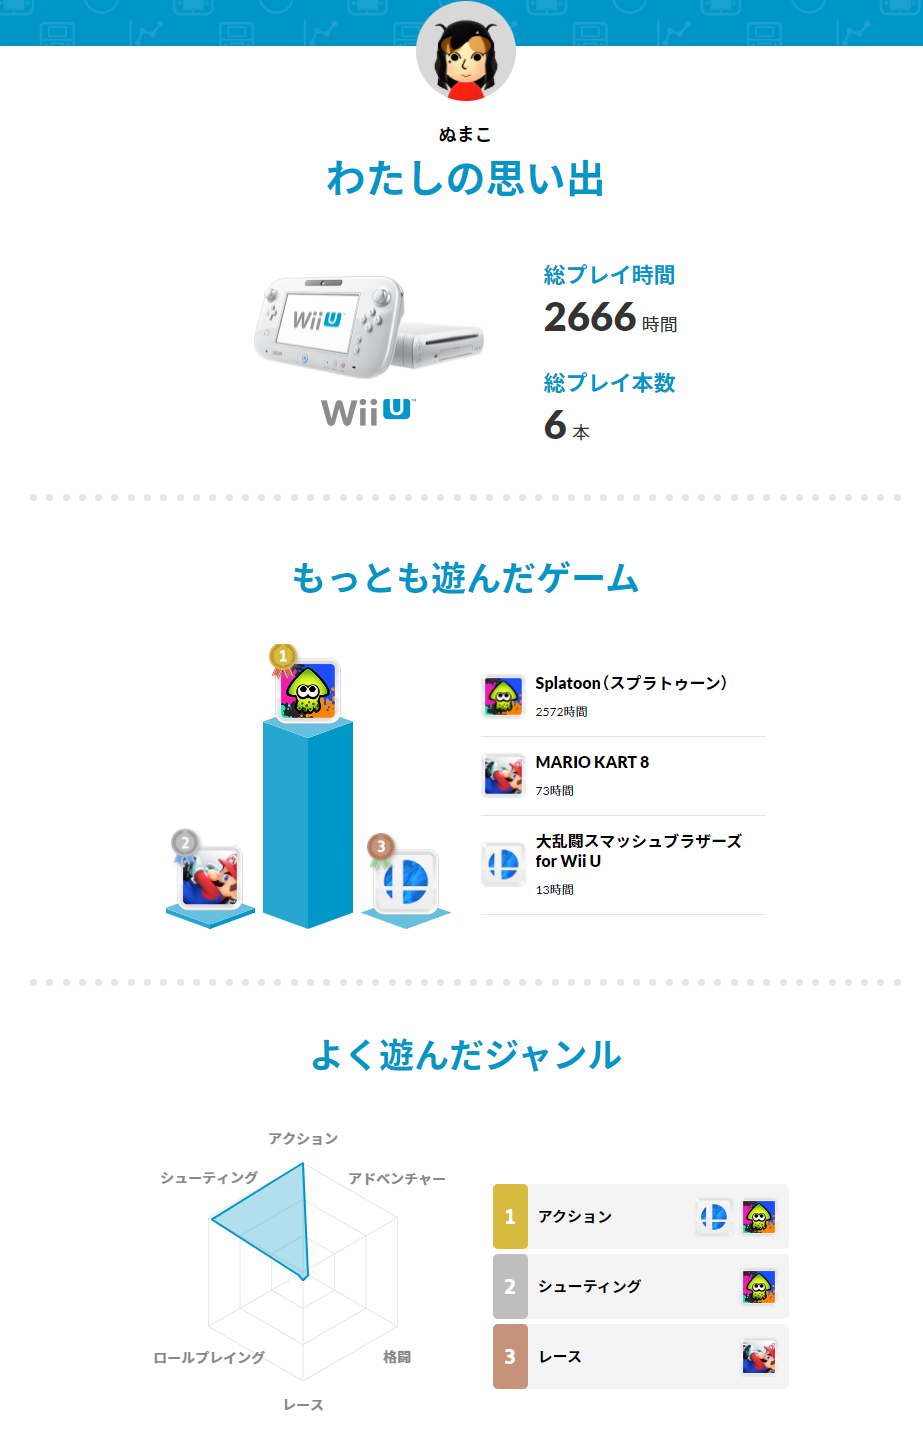 ぬまこ
わたしの思い出
総プレイ時間
2666 時間
総プレイ本数
6 本
WiiU
WiiU™
もっとも遊んだゲーム
1
2
3
Splatoon（スプラトゥーン）
2572時間
MARIO KART 8
73時間
大乱闘スマッシュブラザーズ
for Wii U
13時間
よく遊んだジャンル
アクション
シューティング
アドベンチャー
ロールプレイング
格闘
レース
1 アクション
2 シューティング
3 レース